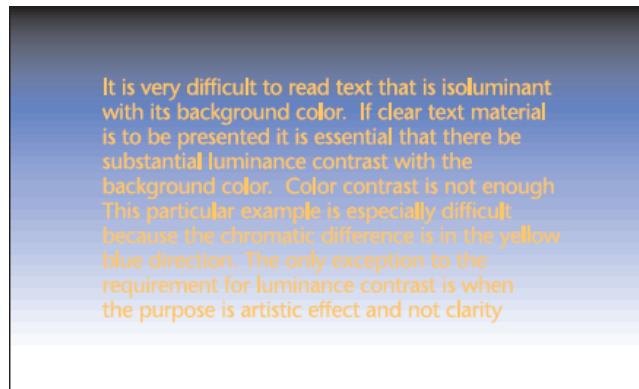 It is very difficult to read text that is isoluminant
with its background color.  If clear text material
is to be presented it is essential that there be
substantial luminance contrast with the
background color.  Color contrast is not enough
This particular example is especially difficult
because the chromatic difference is in the yellow
blue direction. The only exception to the
requirement for luminance contrast is when
the purpose is artistic effect and not clarity